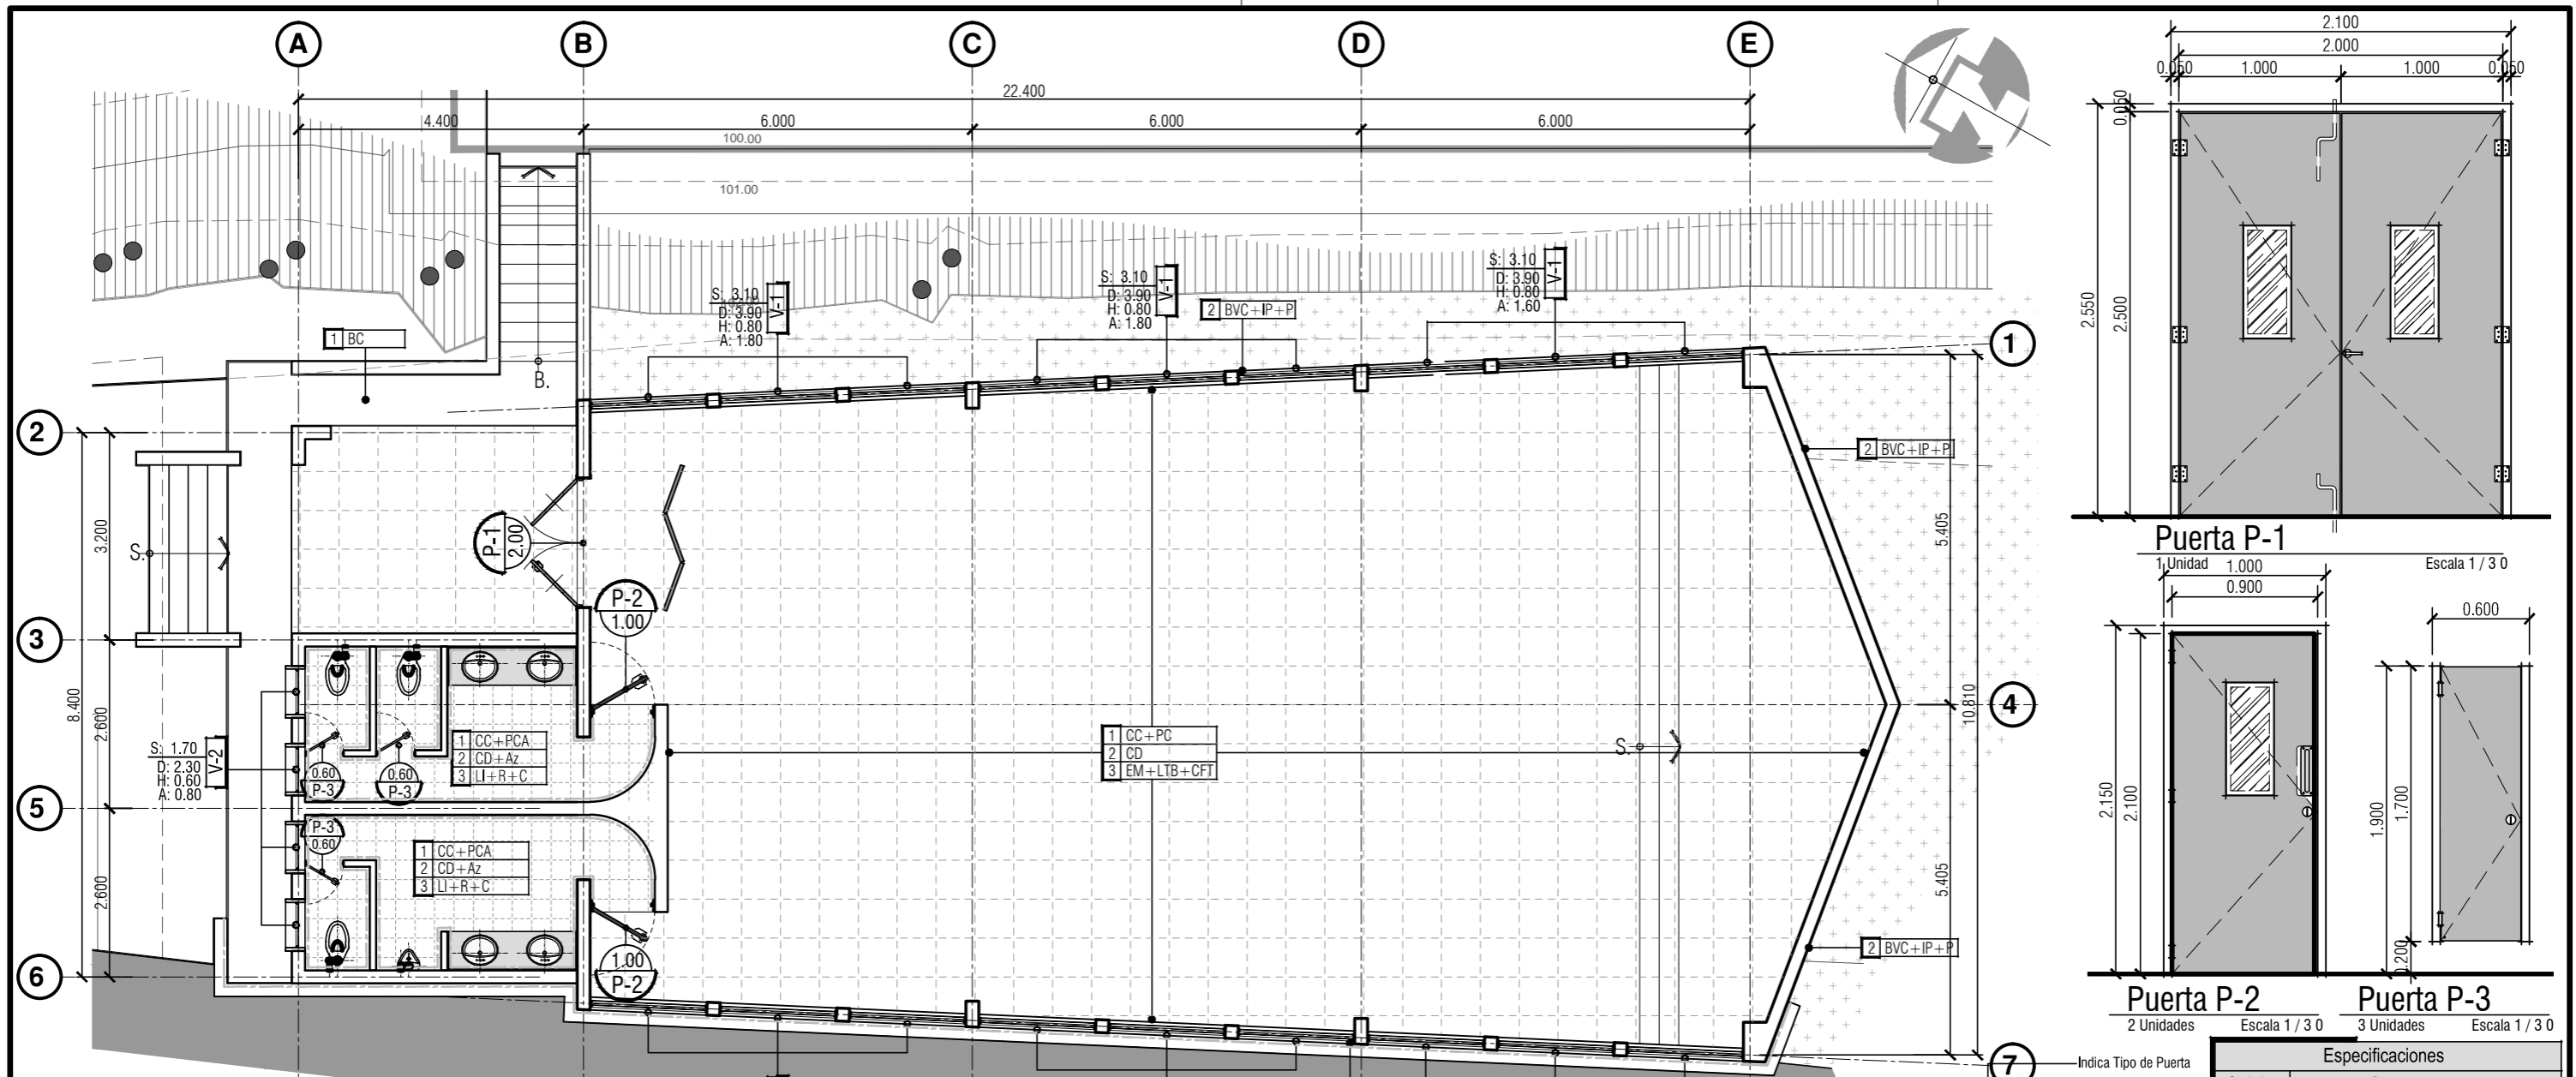 A
B
C
D
E
22.400
4.400
6.000
6.000
6.000
100.00
101.00
S: 3.10
D: 3.90
H: 0.80
A: 1.80
V-1
S: 3.10
D: 3.90
H: 0.80
A: 1.80
V-1
2 BVC+IP+P
S: 3.10
D: 3.90
H: 0.80
A: 1.60
V-1
1 BC
B.
1
2
3
4
5
6
7
2 BVC+IP+P
3.200
8.400
2.600
2.600
S.
P-1
2.00
P-2
1.00
5.405
10.810
5.405
S: 1.70
D: 2.30
H: 0.60
A: 0.80
V-2
0.60
P-3
0.60
P-3
1 CC+PCA
2 CD+Az
3 LI+R+C
P-3
0.60
1 CC+PCA
2 CD+Az
3 LI+R+C
1 CC+PC
2 CD
3 EM+LTB+CFT
S.
1.00
P-2
2 BVC+IP+P
2.100
2.000
0.050
1.000
1.000
0.050
0.050
2.550
2.500
Puerta P-1
1 Unidad
Escala 1 / 3 0
1.000
0.900
0.600
2.150
2.100
1.900
1.700
0.200
Puerta P-2
2 Unidades
Escala 1 / 3 0
Puerta P-3
3 Unidades
Escala 1 / 3 0
Indica Tipo de Puerta
Especificaciones